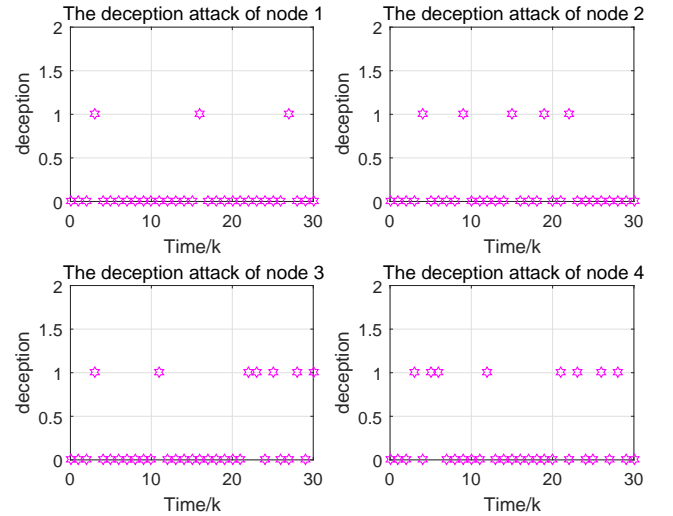 The deception attack of node 1
2
1.5
1
0.5
0
deception
0 10 20 30
Time/k
The deception attack of node 2
2
1.5
1
0.5
0
deception
0 10 20 30
Time/k
The deception attack of node 3
2
1.5
1
0.5
0
deception
0 10 20 30
Time/k
The deception attack of node 4
2
1.5
1
0.5
0
deception
0 10 20 30
Time/k